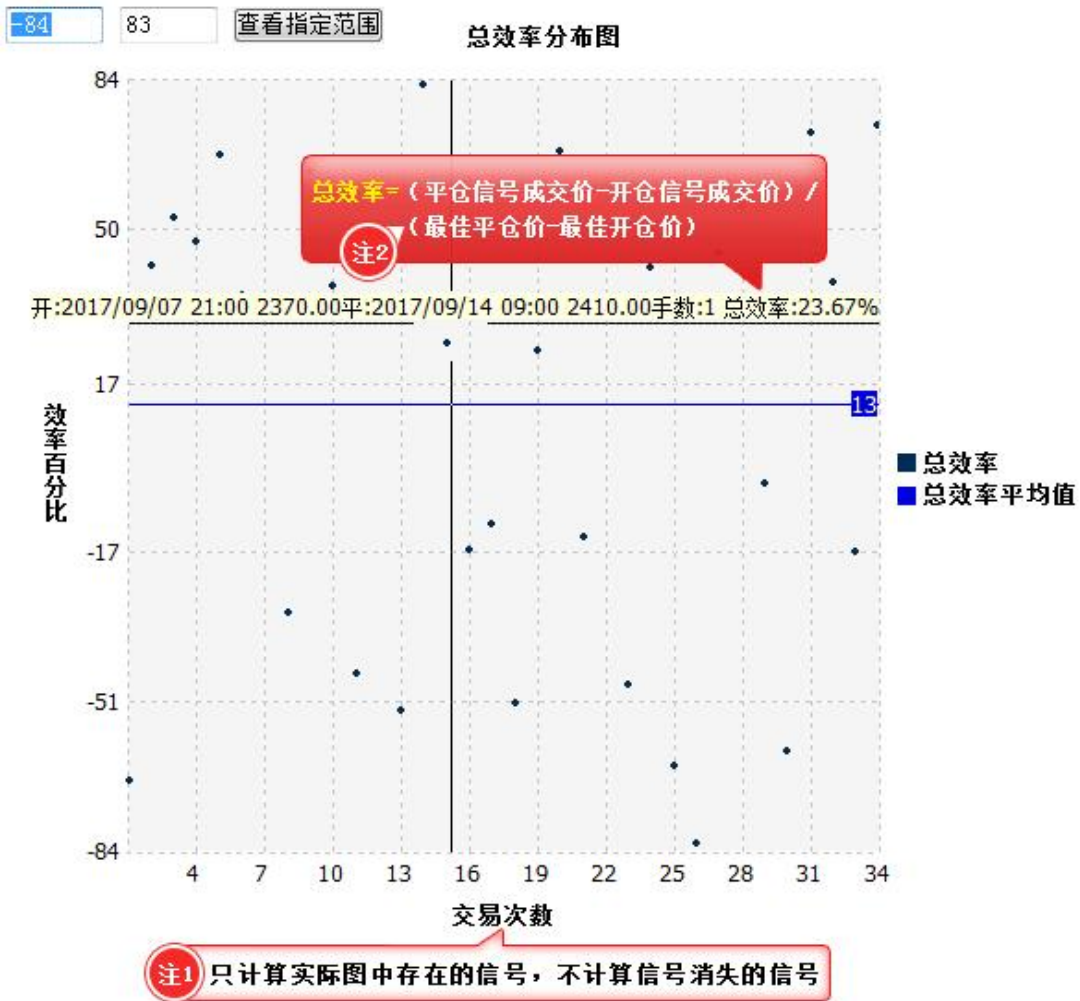 -84
83
查看指定范围
总效率分布图
84
50
17
-17
-51
-84
总效率=（平仓信号成交价-开仓信号成交价）/
（最佳平仓价-最佳开仓价）
注2
开:2017/09/07 21:00 2370.00平:2017/09/14 09:00 2410.00手数:1 总效率:23.67%
13
效率百分比
总效率
总效率平均值
4 7 10 13 16 19 22 25 28 31 34
交易次数
注1 只计算实际图中存在的信号，不计算信号消失的信号